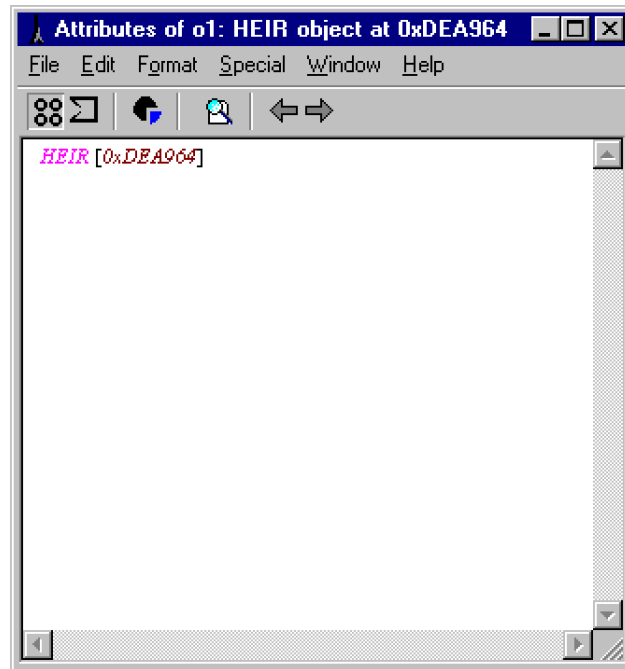 Attributes of o1: HEIR object at 0xDEA964
File Edit Format Special Window Help
HEIR [0xDEA964]